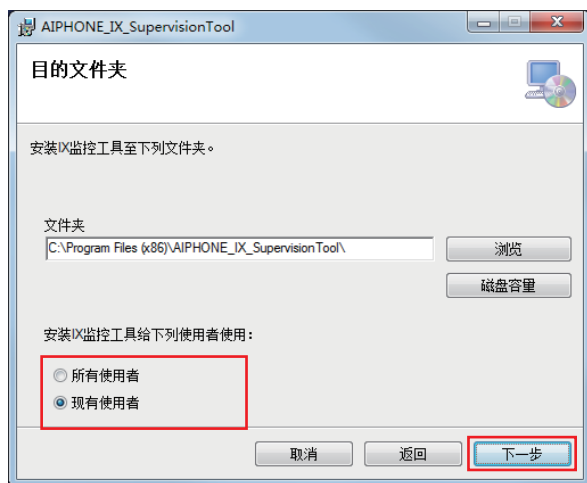 AIPHONE_IX_SupervisionTool
目的文件夹
安装IX监控工具至下列文件夹。
文件夹
C:\Program Files (x86)\AIPHONE_IX_SupervisionTool\
浏览
磁盘容量
安装IX监控工具给下列使用者使用:
所有使用者
现有使用者
取消 返回 下一步